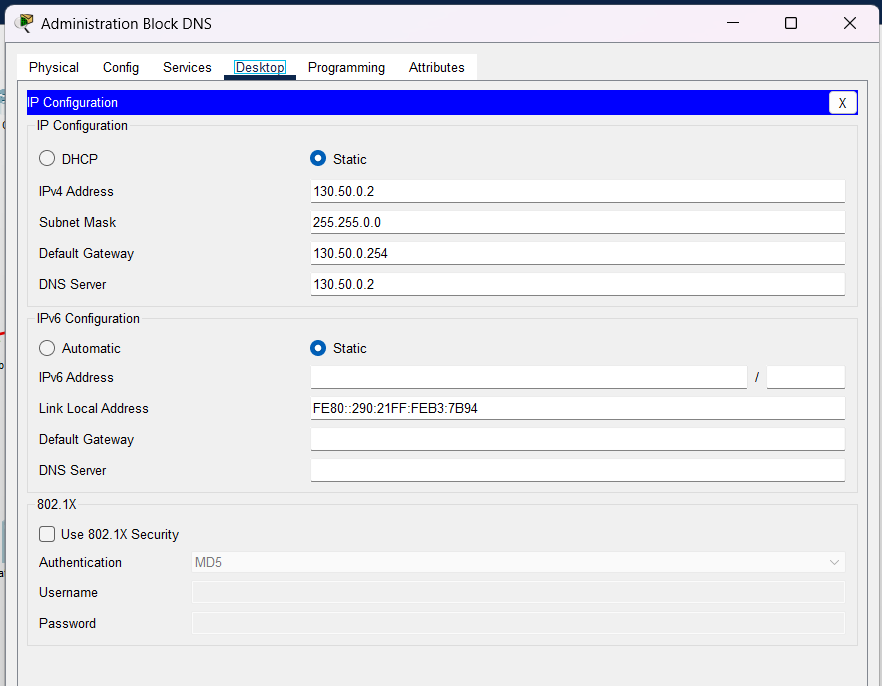 Administration Block DNS
Physical Config Services Desktop Programming Attributes
IP Configuration X
IP Configuration
DHCP Static
IPv4 Address 130.50.0.2
Subnet Mask 255.255.0.0
Default Gateway 130.50.0.254
DNS Server 130.50.0.2
IPv6 Configuration
Automatic Static
IPv6 Address /
Link Local Address FE80::290:21FF:FEB3:7B94
Default Gateway
DNS Server
802.1X
Use 802.1X Security
Authentication MD5
Username
Password